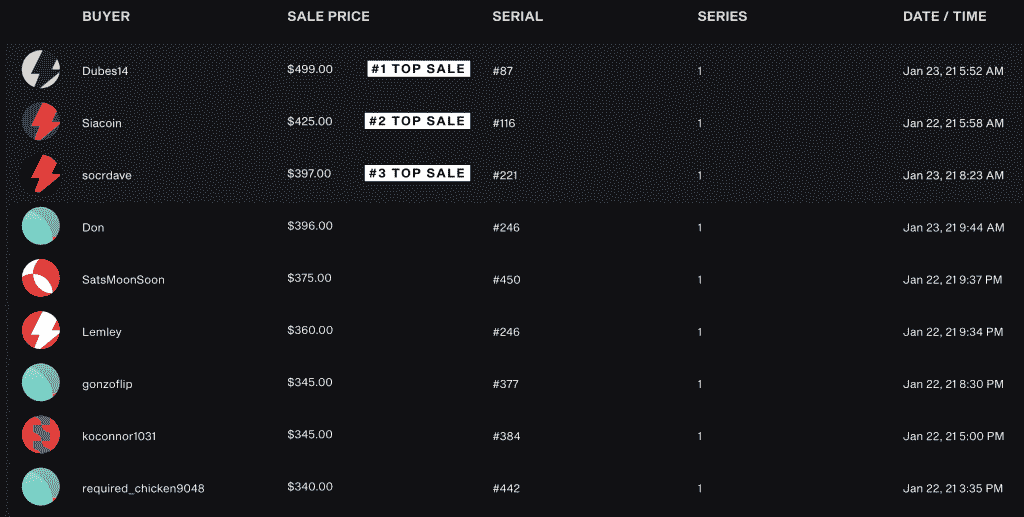 BUYER SALE PRICE SERIAL SERIES DATE / TIME
Dubes14 $499.00 #1 TOP SALE #87 1 Jan 23, 21 5:52 AM
Siacoin $425.00 #2 TOP SALE #116 1 Jan 22, 21 5:58 AM
socrdave $397.00 #3 TOP SALE #221 1 Jan 23, 21 8:23 AM
Don $396.00 #246 1 Jan 23, 21 9:44 AM
SatsMoonSoon $375.00 #450 1 Jan 22, 21 9:37 PM
Lemley $360.00 #246 1 Jan 22, 21 9:34 PM
gonzoflip $345.00 #377 1 Jan 22, 21 8:30 PM
koconnor1031 $345.00 #384 1 Jan 22, 21 5:00 PM
required_chicken9048 $340.00 #442 1 Jan 22, 21 3:35 PM